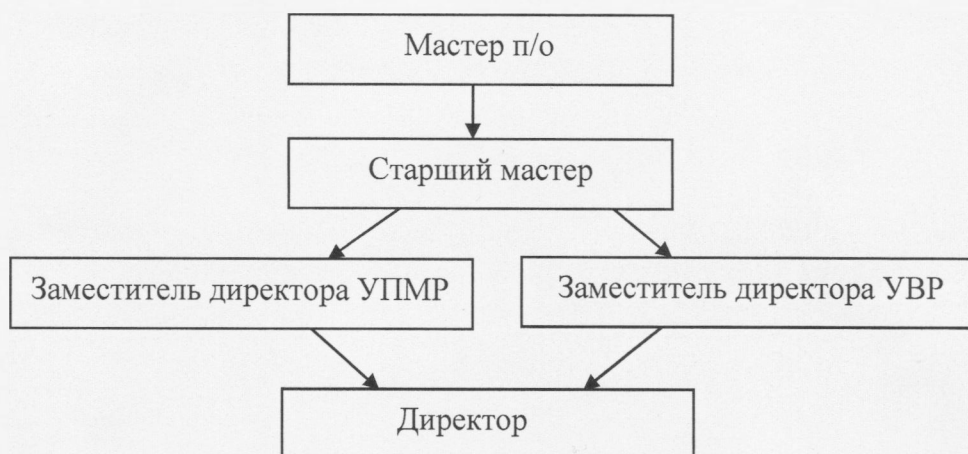 Мастер п/о
Старший мастер
Заместитель директора УПМР
Заместитель директора УВР
Директор